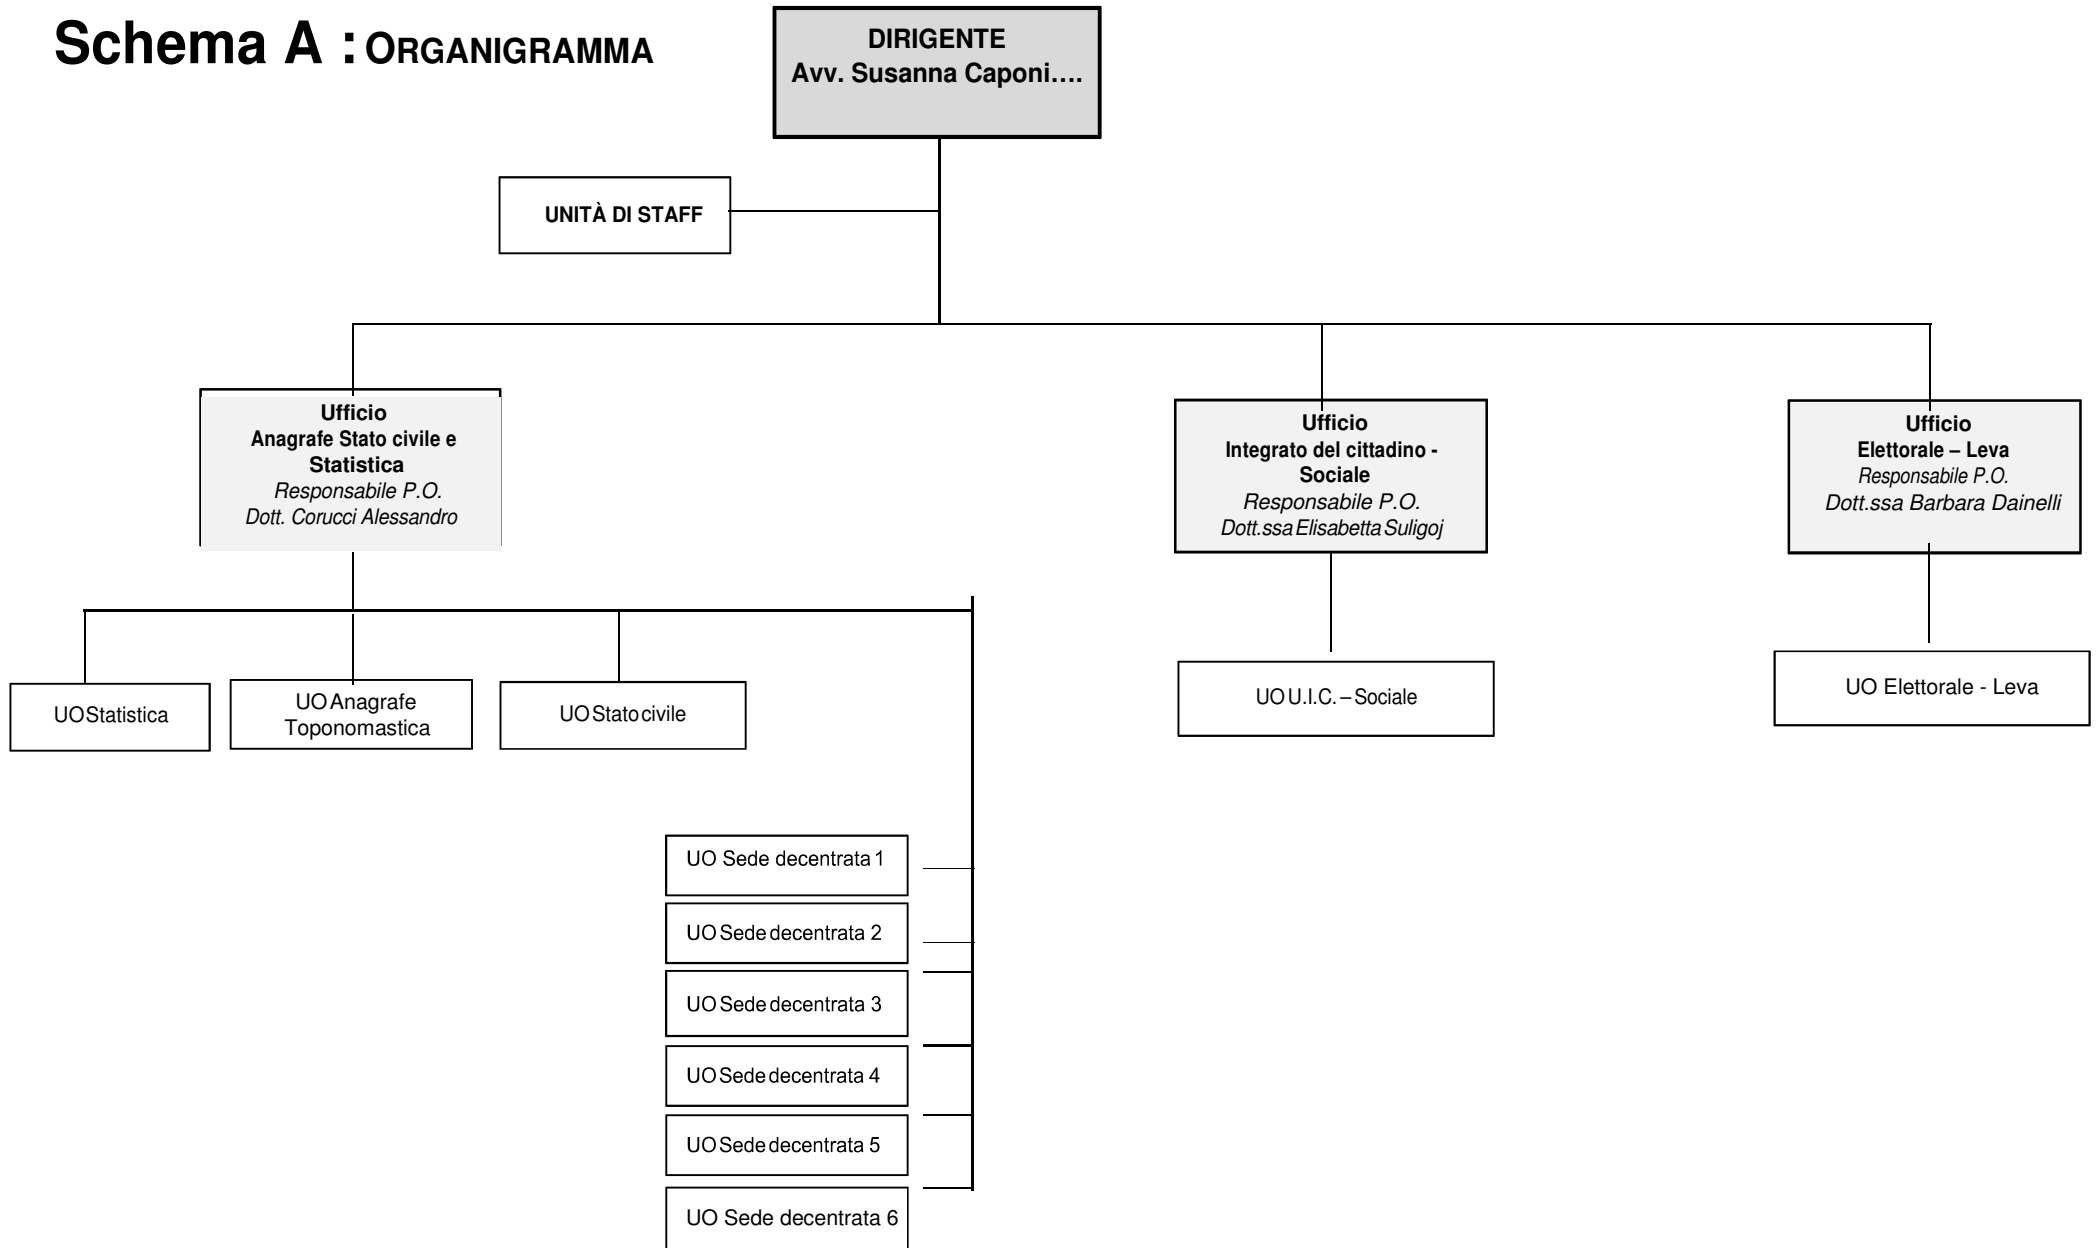 Schema A : ORGANIGRAMMA
DIRIGENTE
Avv. Susanna Caponi….
UNITÀ DI STAFF
Ufficio
Anagrafe Stato civile e
Statistica
Responsabile P.O.
Dott. Corucci Alessandro
Ufficio
Integrato del cittadino -
Sociale
Responsabile P.O.
Dott.ssa Elisabetta Suligoj
Ufficio
Elettorale – Leva
Responsabile P.O.
Dott.ssa Barbara Dainelli
UO Statistica
UO Anagrafe
Toponomastica
UO Stato civile
UO U.I.C. – Sociale
UO Elettorale - Leva
UO Sede decentrata 1
UO Sede decentrata 2
UO Sede decentrata 3
UO Sede decentrata 4
UO Sede decentrata 5
UO Sede decentrata 6